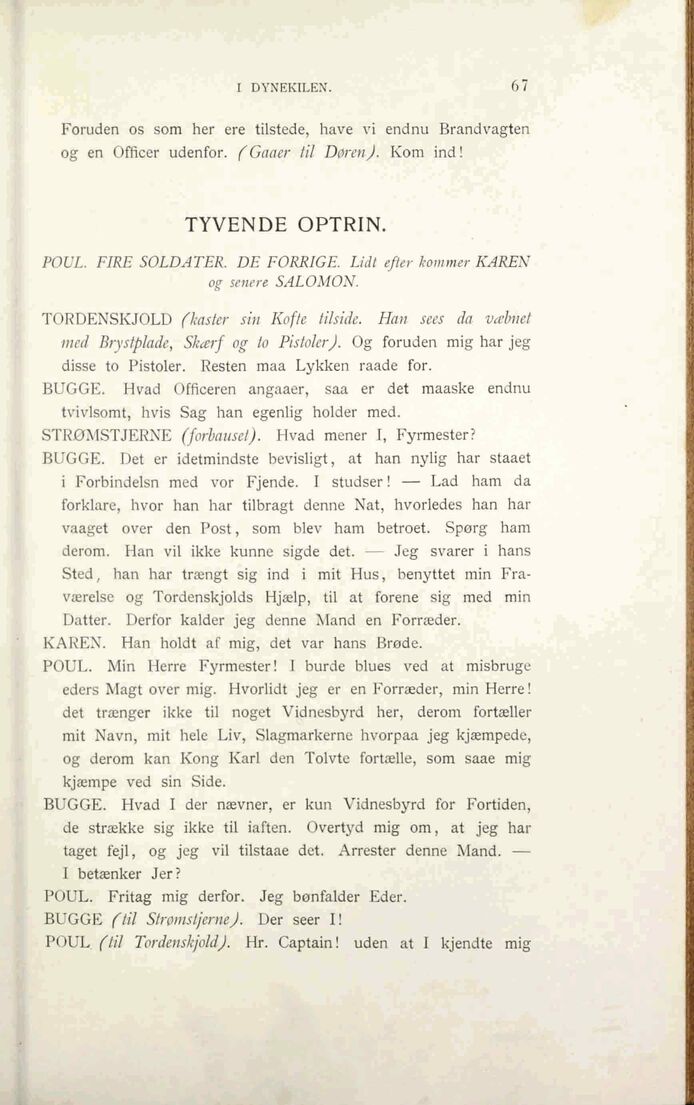 I DYNEKILEN. 67
Foruden os som her ere tilstede, have vi endnu Brandvagten
og en Officer udenfor. (Gaaer til Døren). Kom ind!
TYVENDE OPTRIN.
POUL. FIRE SOLDATER. DE FORRIGE. Lidt efter kommer KAREN
og senere SALOMON.
TORDENSKJOLD (kaster sin Kofte tilside. Han sees da væbnet
med Brystplade, Skærf og to Pistoler). Og foruden mig har jeg
disse to Pistoler. Resten maa Lykken raade for.
BUGGE. Hvad Officeren angaaer, saa er det maaske endnu
tvivlsomt, hvis Sag han egenlig holder med.
STRØMSTJERNE (forbauset). Hvad mener I, Fyrmester?
BUGGE. Det er idetmindste bevisligt, at han nylig har staaet
i Forbindelsn med vor Fjende. I studser! — Lad ham da
forklare, hvor han har tilbragt denne Nat, hvorledes han har
vaaget over den Post, som blev ham betroet. Spørg ham
derom. Han vil ikke kunne sigde det. — Jeg svarer i hans
Sted, han har trængt sig ind i mit Hus, benyttet min Fra-
værelse og Tordenskjolds Hjælp, til at forene sig med min
Datter. Derfor kalder jeg denne Mand en Forræder.
KAREN. Han holdt af mig, det var hans Brøde.
POUL. Min Herre Fyrmester! I burde blues ved at misbruge
eders Magt over mig. Hvorlidt jeg er en Forræder, min Herre!
det trænger ikke til noget Vidnesbyrd her, derom fortæller
mit Navn, mit hele Liv, Slagmarkerne hvorpaa jeg kjæmpede,
og derom kan Kong Karl den Tolvte fortælle, som saae mig
kjæmpe ved sin Side.
BUGGE. Hvad I der nævner, er kun Vidnesbyrd for Fortiden,
de strække sig ikke til iaften. Overtyd mig om, at jeg har
taget fejl, og jeg vil tilstaae det. Arrester denne Mand. —
I betænker Jer?
POUL. Fritag mig derfor. Jeg bønfalder Eder.
BUGGE (til Strømstjerne). Der seer I!
POUL (til Tordenskjold). Hr. Captain! uden at I kjendte mig